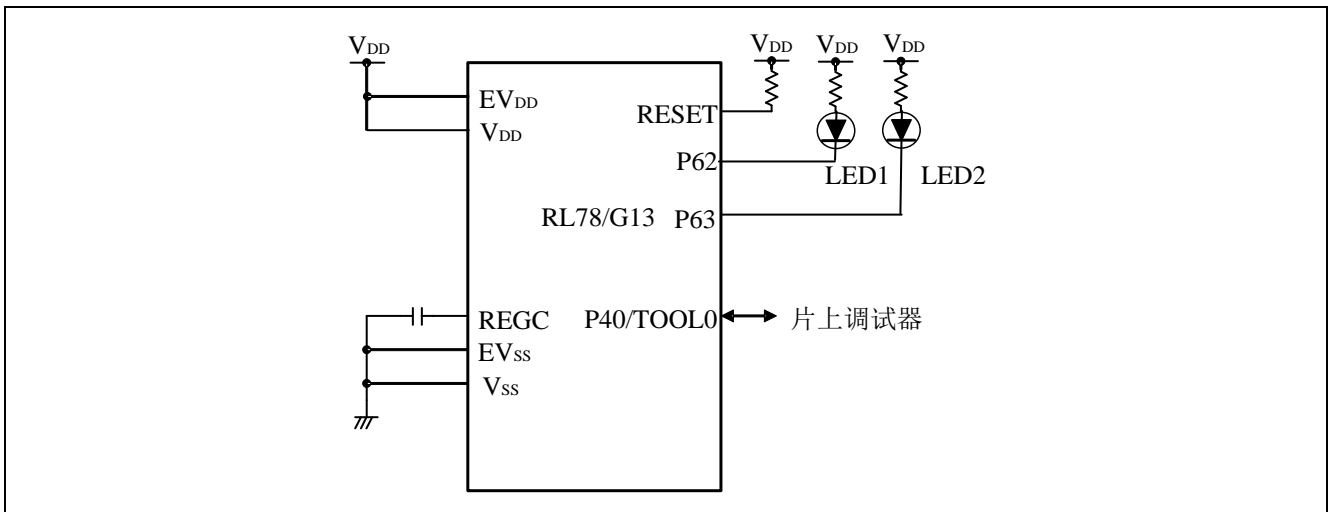 VDD
VDD VDD VDD
EVDD
VDD
RESET
P62
LED1 LED2
RL78/G13 P63
REGC P40/TOOL0 片上调试器
EVSS
VSS